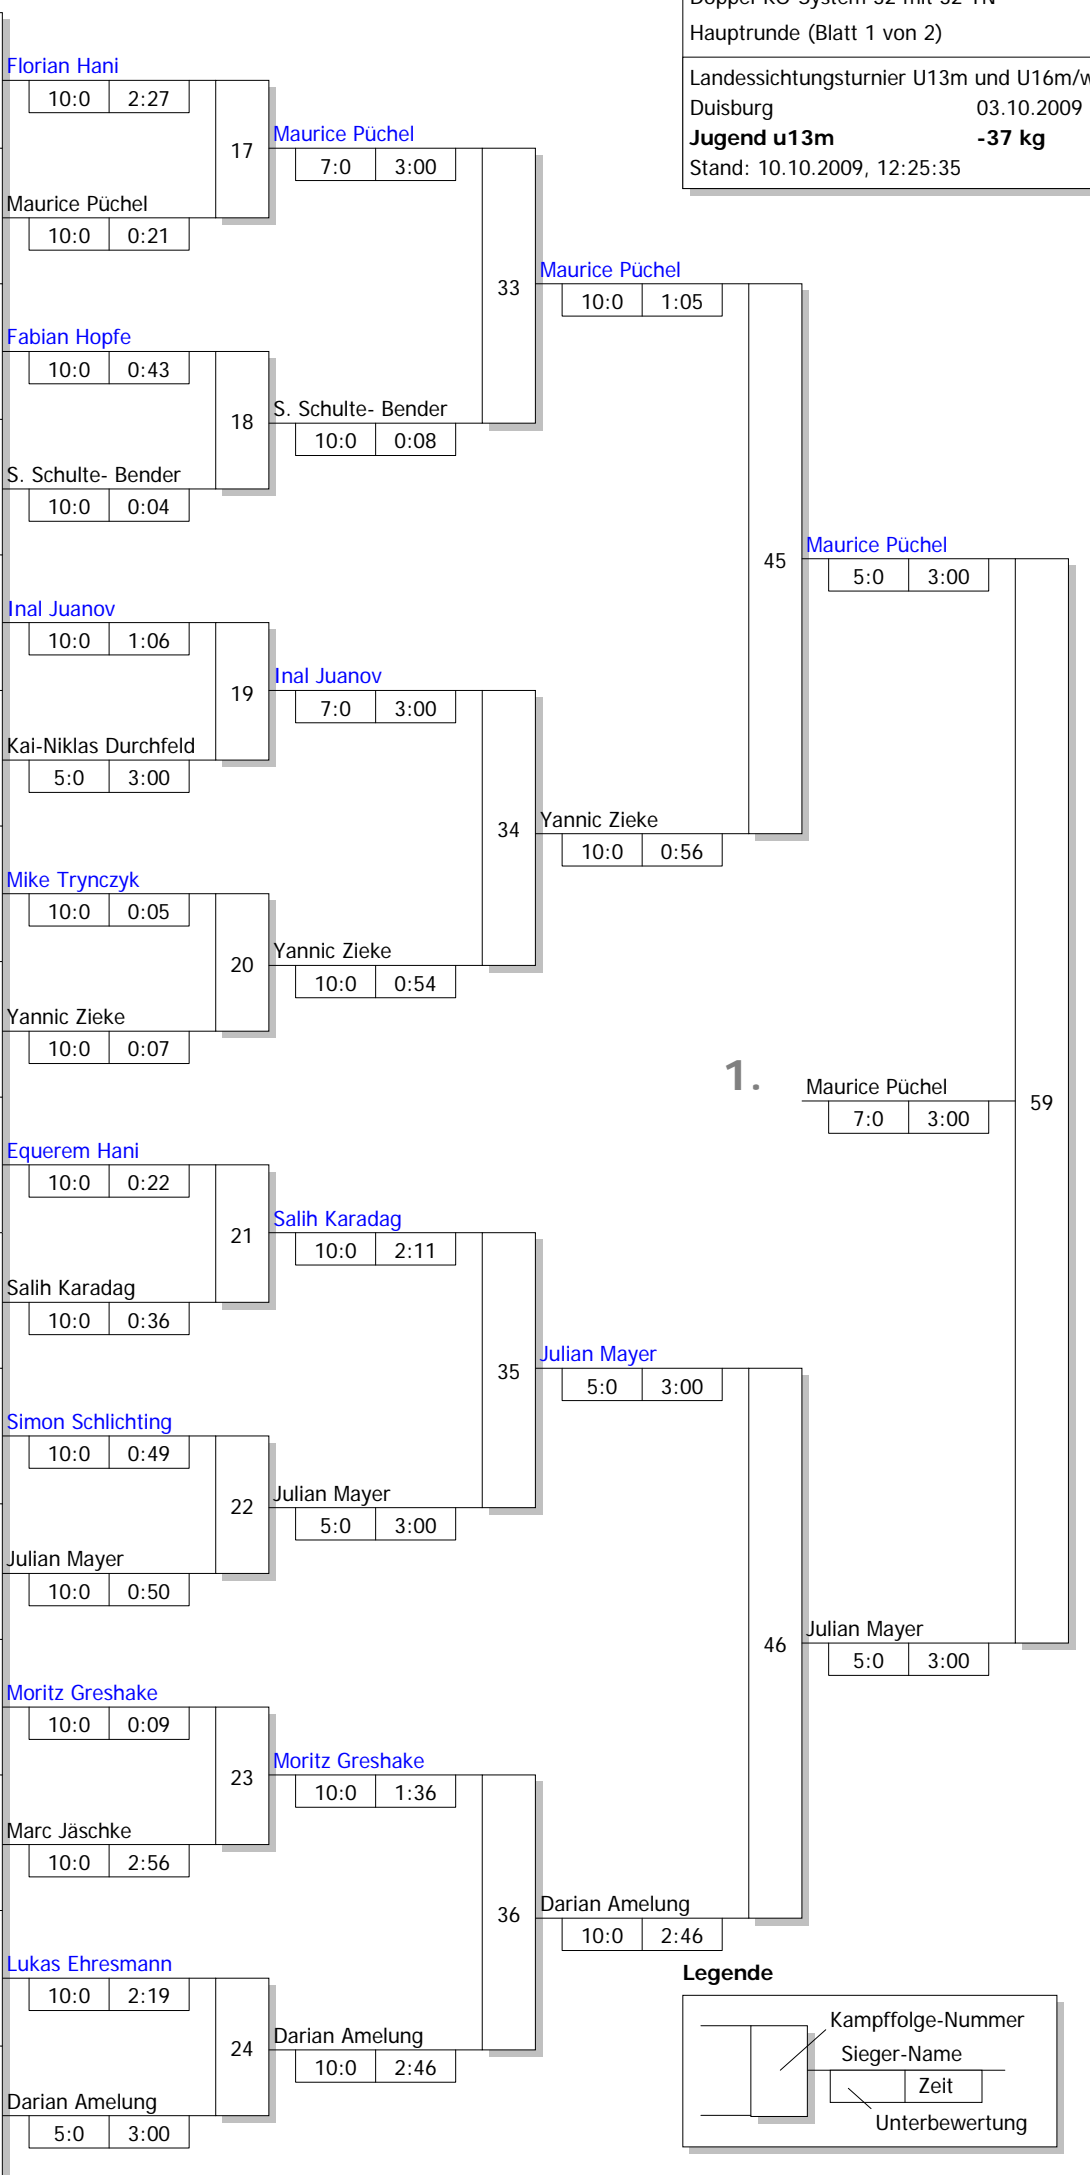 Doppel-KO-System 32 mit 32 TN
Hauptrunde (Blatt 1 von 2)
Landessichtungsturnier U13m und U16m/w
Duisburg 03.10.2009
Jugend u13m -37 kg
Stand: 10.10.2009, 12:25:35
Florian Hani
10:0 2:27
17
Maurice Püchel
7:0 3:00
Maurice Püchel
10:0 0:21
33
Maurice Püchel
10:0 1:05
Fabian Hopfe
10:0 0:43
18
S. Schulte- Bender
10:0 0:08
S. Schulte- Bender
10:0 0:04
45
Maurice Püchel
5:0 3:00
Inal Juanov
10:0 1:06
19
Inal Juanov
7:0 3:00
Kai-Niklas Durchfeld
5:0 3:00
34
Yannic Zieke
10:0 0:56
Mike Trynczyk
10:0 0:05
20
Yannic Zieke
10:0 0:54
Yannic Zieke
10:0 0:07
1.
Maurice Püchel
7:0 3:00
59
Equerem Hani
10:0 0:22
21
Salih Karadag
10:0 2:11
Salih Karadag
10:0 0:36
35
Julian Mayer
5:0 3:00
Simon Schlichting
10:0 0:49
22
Julian Mayer
5:0 3:00
Julian Mayer
10:0 0:50
46
Julian Mayer
5:0 3:00
Moritz Greshake
10:0 0:09
23
Moritz Greshake
10:0 1:36
Marc Jäschke
10:0 2:56
36
Darian Amelung
10:0 2:46
Lukas Ehresmann
10:0 2:19
24
Darian Amelung
10:0 2:46
Darian Amelung
5:0 3:00
Legende
Kampffolge-Nummer
Sieger-Name
Zeit
Unterbewertung